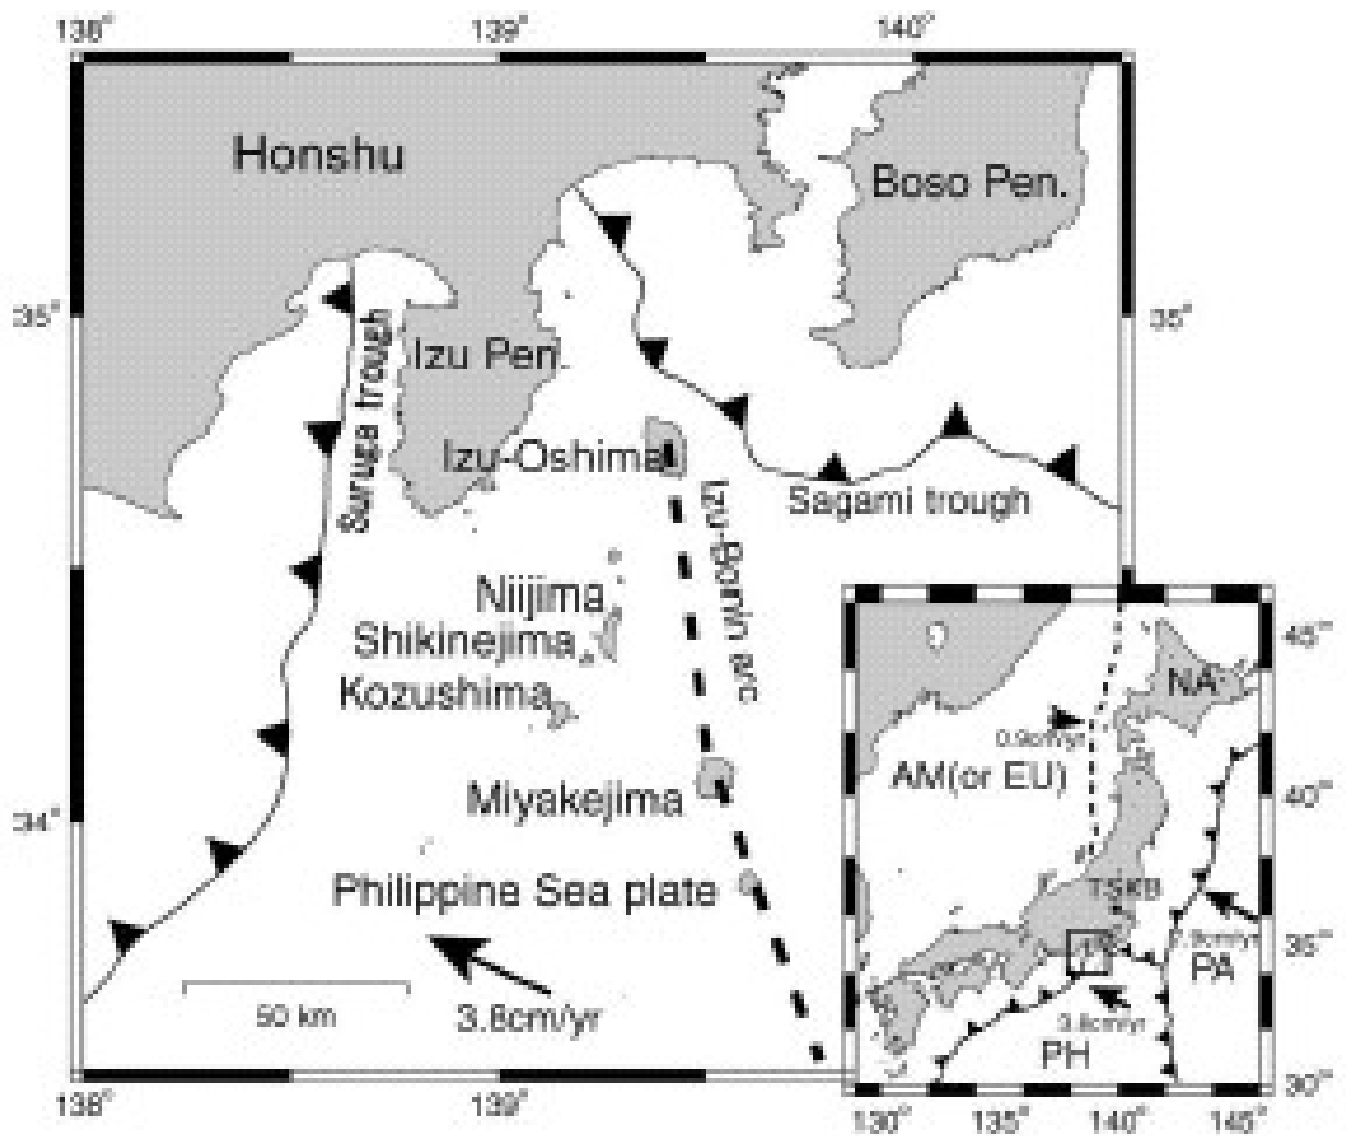 138° 139° 140°
Honshu
Boso Pen.
35° 35°
Suruga trough
Izu Pen.
Izu-Oshima
Sagami trough
Izu-Bonin arc
Niijima
Shikinejima
Kozushima
Miyakejima
34°
Philippine Sea plate
50 km
3.8cm/yr
138° 139°
45°
NA
0.9cm/yr
AM(or EU)
40°
TSKB
35°
PA
3.8cm/yr
PH
30°
130° 135° 140° 145°